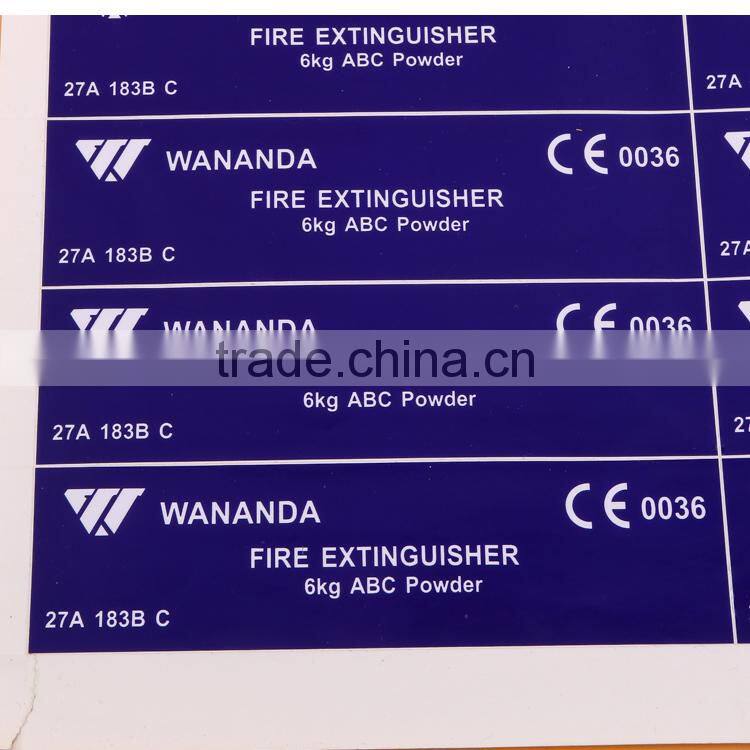 FIRE EXTINGUISHER
6kg ABC Powder
27A 183B C
27A
WANANDA
CE 0036
FIRE EXTINGUISHER
6kg ABC Powder
27A 183B C
27A
WANANDA
CE 0036
trade.china.cn
6kg ABC Powder
27A 183B C
WANANDA
CE 0036
FIRE EXTINGUISHER
6kg ABC Powder
27A 183B C